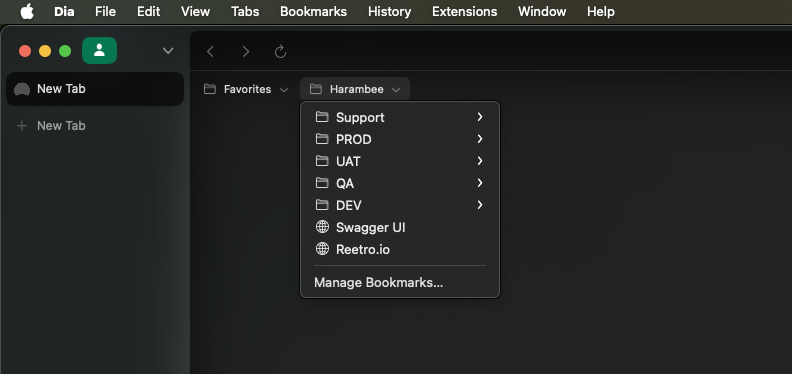 Dia File Edit View Tabs Bookmarks History Extensions Window Help
New Tab
New Tab
Favorites
Harambee
Support
PROD
UAT
QA
DEV
Swagger UI
Reetro.io
Manage Bookmarks...